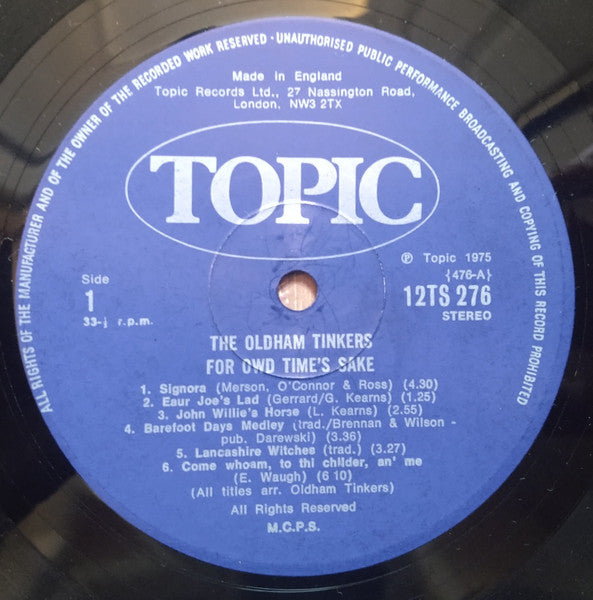 ALL RIGHTS OF THE MANUFACTURER AND OF THE OWNER OF THE RECORDED WORK RESERVED · UNAUTHORISED PUBLIC PERFORMANCE BROADCASTING AND COPYING OF THIS RECORD PROHIBITED
Made in England
Topic Records Ltd., 27 Nassington Road,
London, NW3 2TX
TOPIC
Side
1
33-⅓ r.p.m.
℗ Topic 1975
{476-A}
12TS 276
STEREO
THE OLDHAM TINKERS
FOR OWD TIME'S SAKE
1. Signora (Merson, O'Connor & Ross) (4.30)
2. Eaur Joe's Lad (Gerrard/G. Kearns) (1.25)
3. John Willie's Horse (L. Kearns) (2.55)
4. Barefoot Days Medley (trad./Brennan & Wilson -
pub. Darewski) (3.36)
5. Lancashire Witches (trad.) (3.27)
6. Come whoam, to thi childer, an' me
(E. Waugh) (6 10)
(All titles arr. Oldham Tinkers)
All Rights Reserved
M.C.P.S.